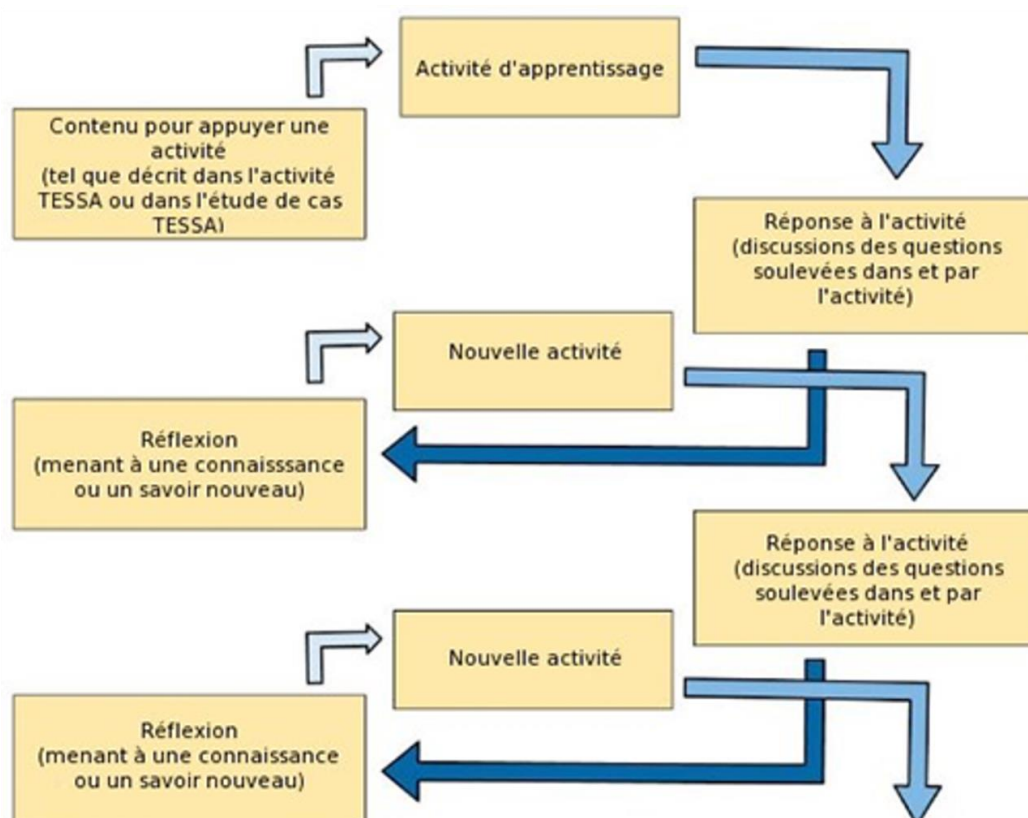 Activité d'apprentissage
Contenu pour appuyer une
activité
(tel que décrit dans l'activité
TESSA ou dans l'étude de cas
TESSA)
Réponse à l'activité
(discussions des questions
soulevées dans et par
l'activité)
Nouvelle activité
Réflexion
(menant à une connaisssance
ou un savoir nouveau)
Réponse à l'activité
(discussions des questions
soulevées dans et par
l'activité)
Nouvelle activité
Réflexion
(menant à une connaissance
ou un savoir nouveau)